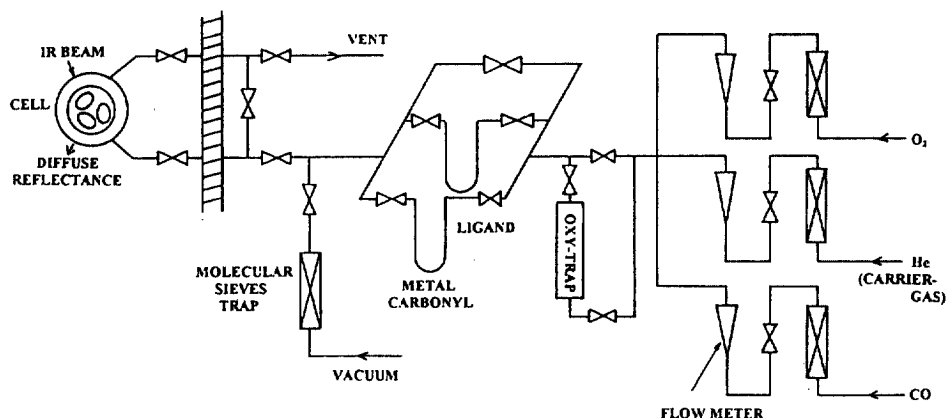 VENT
IR BEAM
CELL
DIFFUSE
REFLECTANCE
O₂
LIGAND
OXY-TRAP
MOLECULAR
SIEVES
TRAP
METAL
CARBONYL
He
(CARRIER-
GAS)
VACUUM
CO
FLOW METER